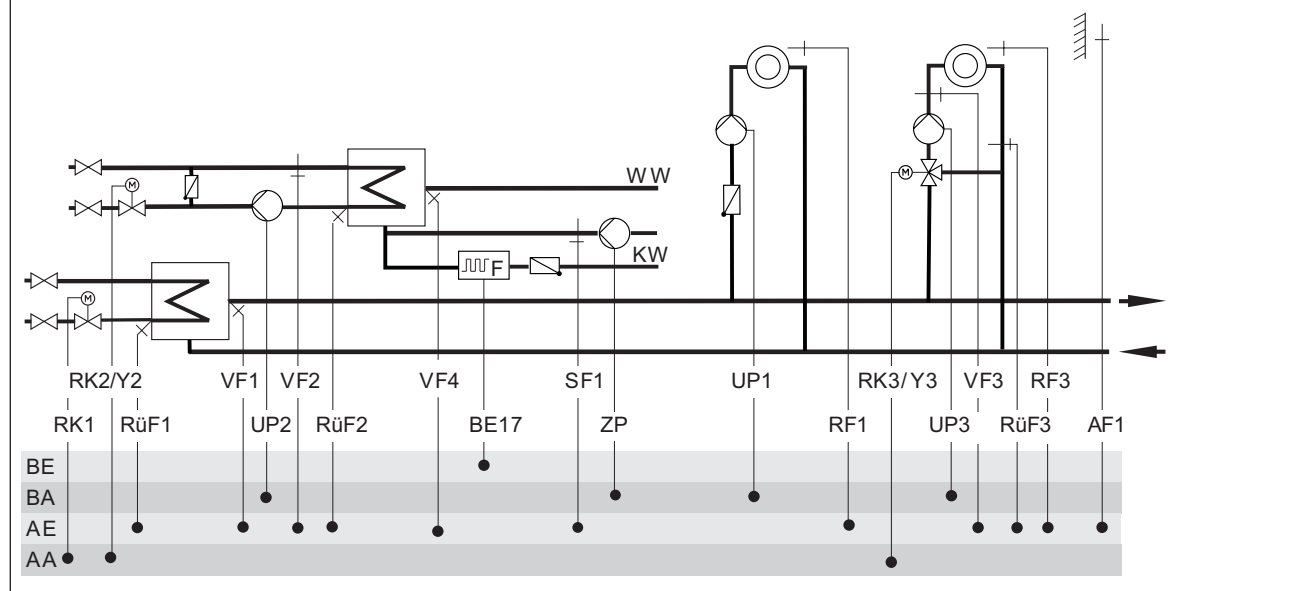 M
WW
F
KW
M
M
RK2/Y2 VF1 VF2 VF4 SF1 UP1 RK3/Y3 VF3 RF3
RK1 RüF1 UP2 RüF2 BE17 ZP RF1 UP3 RüF3 AF1
BE
BA
AE
AA